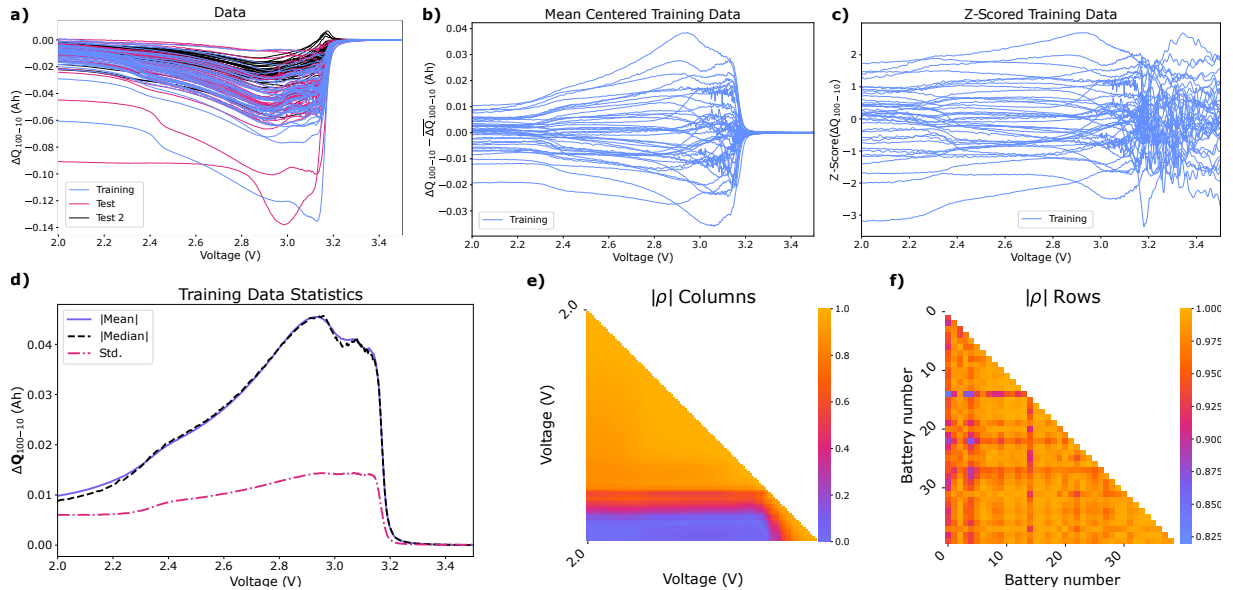 a)
Data
0.00
−0.02
−0.04
−0.06
−0.08
−0.10
−0.12
−0.14
ΔQ₁₀₀₋₁₀ (Ah)
Training
Test
Test 2
2.0 2.2 2.4 2.6 2.8 3.0 3.2 3.4
Voltage (V)
b)
Mean Centered Training Data
0.04
0.03
0.02
0.01
0.00
−0.01
−0.02
−0.03
ΔQ₁₀₀₋₁₀ − \overline{ΔQ₁₀₀₋₁₀} (Ah)
Training
2.0 2.2 2.4 2.6 2.8 3.0 3.2 3.4
Voltage (V)
c)
Z-Scored Training Data
2
1
0
−1
−2
−3
Z-Score(ΔQ₁₀₀₋₁₀)
Training
2.0 2.2 2.4 2.6 2.8 3.0 3.2 3.4
Voltage (V)
d)
Training Data Statistics
|Mean|
|Median|
Std.
0.04
0.03
0.02
0.01
0.00
ΔQ₁₀₀₋₁₀ (Ah)
2.0 2.2 2.4 2.6 2.8 3.0 3.2 3.4
Voltage (V)
e)
|ρ| Columns
2.0
Voltage (V)
2.0
Voltage (V)
1.0
0.8
0.6
0.4
0.2
0.0
f)
|ρ| Rows
0
10
20
30
Battery number
0 10 20 30
Battery number
1.000
0.975
0.950
0.925
0.900
0.875
0.850
0.825